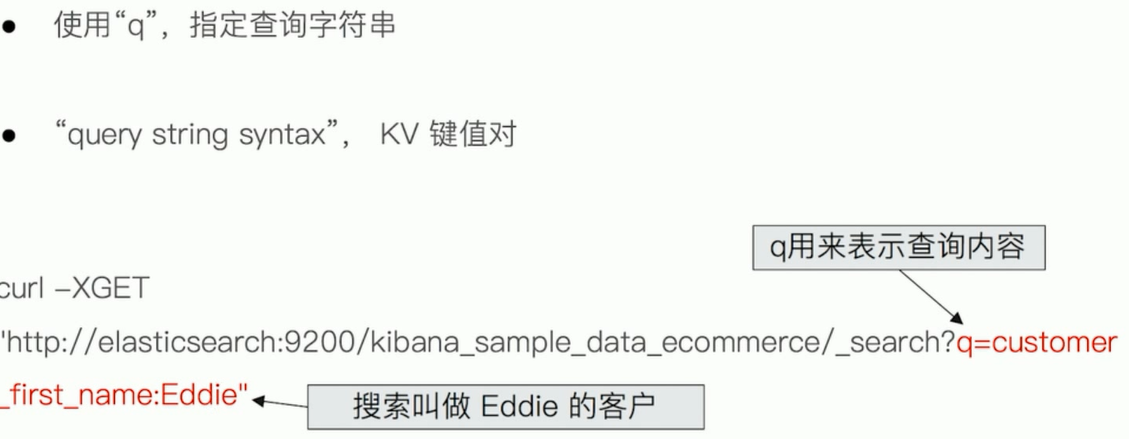 使用“q”，指定查询字符串
“query string syntax”， KV 键值对
q用来表示查询内容
curl –XGET
"http://elasticsearch:9200/kibana_sample_data_ecommerce/_search?q=customer
_first_name:Eddie"
搜索叫做 Eddie 的客户